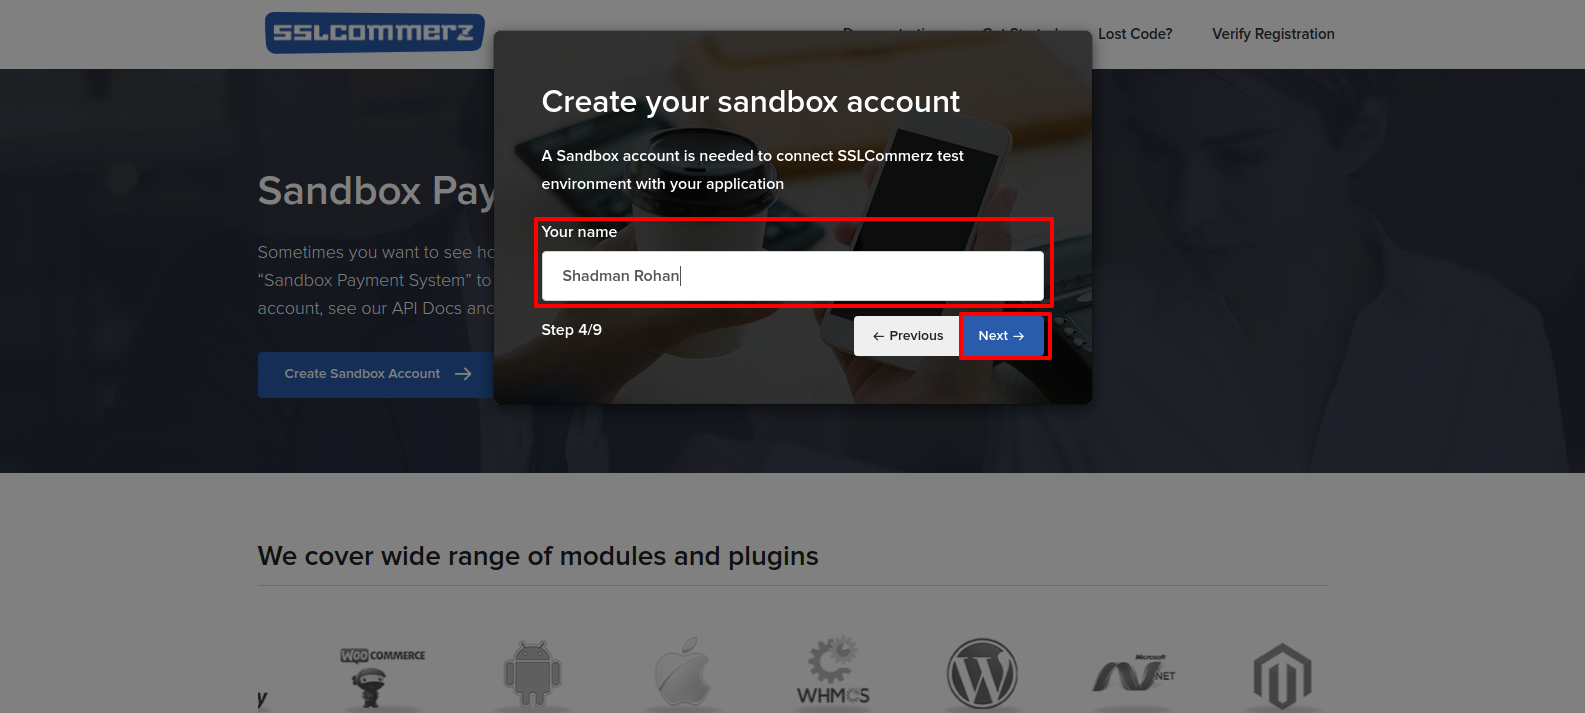 SSLCOMMERZ
Lost Code?
Verify Registration
Create your sandbox account
A Sandbox account is needed to connect SSLCommerz test
environment with your application
Your name
Shadman Rohan
Step 4/9
← Previous
Next →
Sandbox Pay
Sometimes you want to see ho
“Sandbox Payment System” to
account, see our API Docs and
Create Sandbox Account →
We cover wide range of modules and plugins
WOO COMMERCE
WHMCS
Microsoft
NET